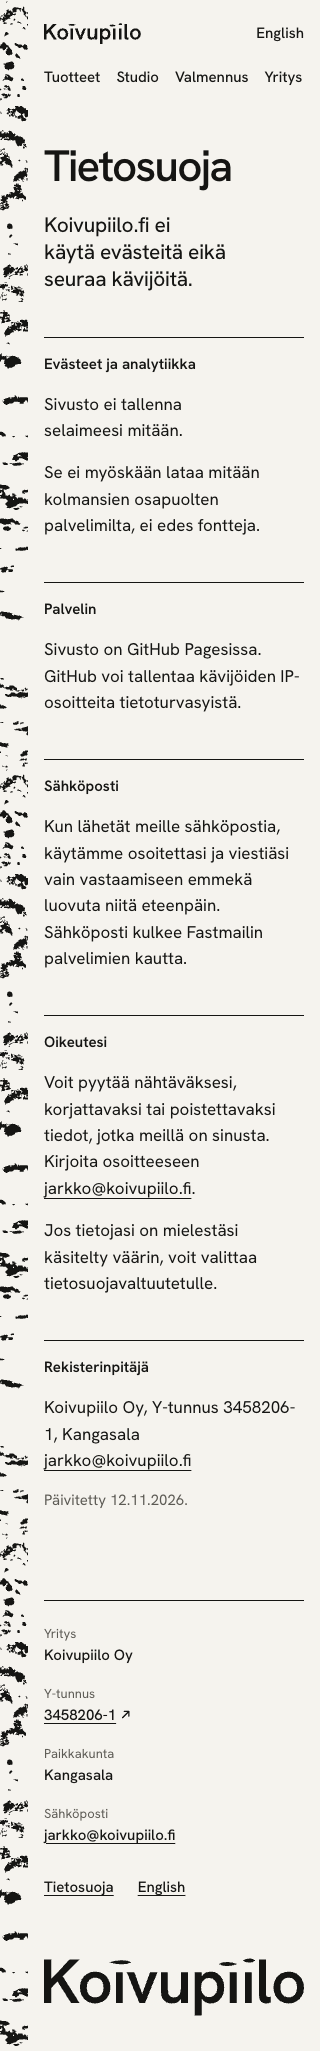 Koivupiilo
English
Tuotteet Studio Valmennus Yritys
Tietosuoja
Koivupiilo.fi ei
käytä evästeitä eikä
seuraa kävijöitä.
Evästeet ja analytiikka
Sivusto ei tallenna
selaimeesi mitään.
Se ei myöskään lataa mitään
kolmansien osapuolten
palvelimilta, ei edes fontteja.
Palvelin
Sivusto on GitHub Pagesissa.
GitHub voi tallentaa kävijöiden IP-
osoitteita tietoturvasyistä.
Sähköposti
Kun lähetät meille sähköpostia,
käytämme osoitettasi ja viestiäsi
vain vastaamiseen emmekä
luovuta niitä eteenpäin.
Sähköposti kulkee Fastmailin
palvelimien kautta.
Oikeutesi
Voit pyytää nähtäväksesi,
korjattavaksi tai poistettavaksi
tiedot, jotka meillä on sinusta.
Kirjoita osoitteeseen
jarkko@koivupiilo.fi.
Jos tietojasi on mielestäsi
käsitelty väärin, voit valittaa
tietosuojavaltuutetulle.
Rekisterinpitäjä
Koivupiilo Oy, Y-tunnus 3458206-
1, Kangasala
jarkko@koivupiilo.fi
Päivitetty 12.11.2026.
Yritys
Koivupiilo Oy
Y-tunnus
3458206-1 ↗
Paikkakunta
Kangasala
Sähköposti
jarkko@koivupiilo.fi
Tietosuoja English
Koivupiilo